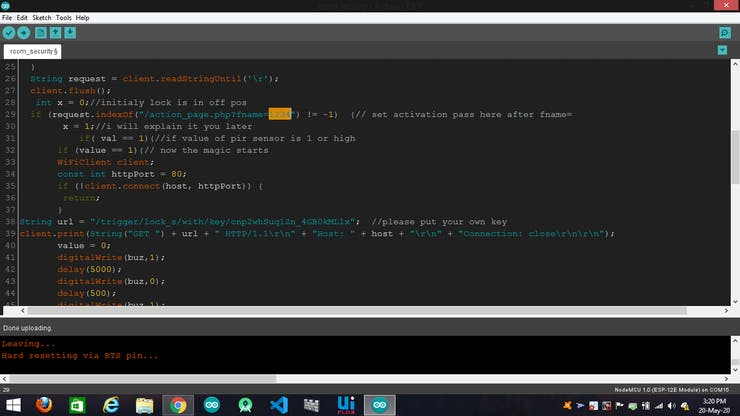 File Edit Sketch Tools Help
room_security §
25 }
26 String request = client.readStringUntil('\r');
27 client.flush();
28 int x = 0;//initialy lock is in off pos
29 if (request.indexOf("/action_page.php?fname=1234") != -1) {// set activation pass here after fname=
30 x = 1;//i will explain it you later
31 if( val == 1){//if value of pir sensor is 1 or high
32 if (value == 1){// now the magic starts
33 WiFiClient client;
34 const int httpPort = 80;
35 if (!client.connect(host, httpPort)) {
36 return;
37 }
38 String url = "/trigger/lock_s/with/key/cnp2whSuq1Zn_4GB0kML1x"; //please put your own key
39 client.print(String("GET ") + url + " HTTP/1.1\r\n" + "Host: " + host + "\r\n" + "Connection: close\r\n\r\n");
40 value = 0;
41 digitalWrite(buz,1);
42 delay(5000);
43 digitalWrite(buz,0);
44 delay(500);
45 digitalWrite(buz,1);
Done uploading.
Leaving...
Hard resetting via RTS pin...
29
NodeMCU 1.0 (ESP-12E Module) on COM15
Ui
FLEX
3:20 PM
20-May-20